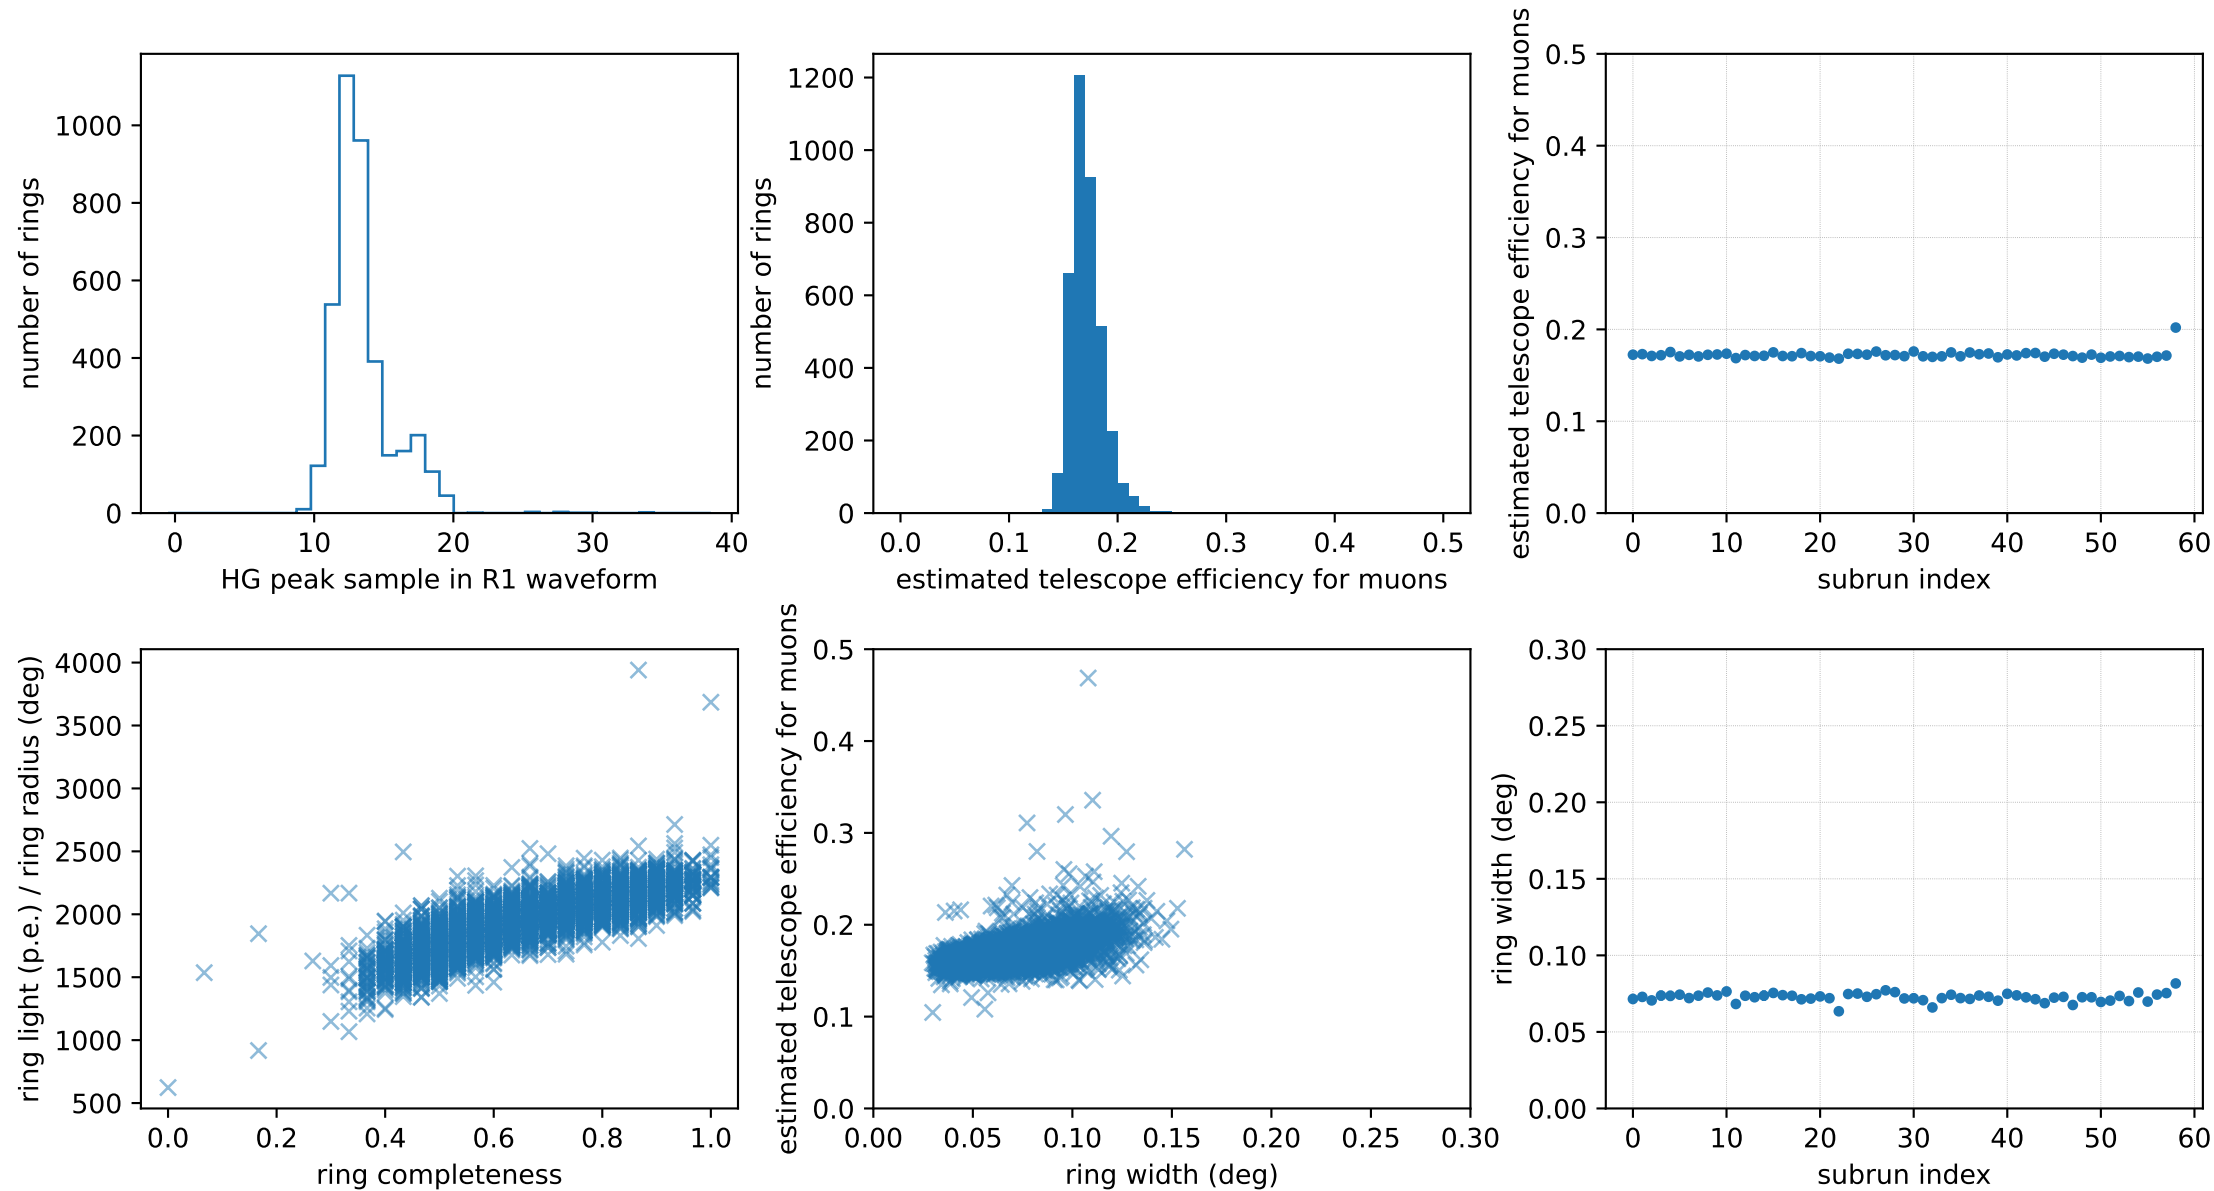 number of rings
1000
800
600
400
200
0
0 10 20 30 40
HG peak sample in R1 waveform
number of rings
1200
1000
800
600
400
200
0
0.0 0.1 0.2 0.3 0.4 0.5
estimated telescope efficiency for muons
estimated telescope efficiency for muons
0.5
0.4
0.3
0.2
0.1
0.0
0 10 20 30 40 50 60
subrun index
ring light (p.e.) / ring radius (deg)
4000
3500
3000
2500
2000
1500
1000
500
0.0 0.2 0.4 0.6 0.8 1.0
ring completeness
estimated telescope efficiency for muons
0.5
0.4
0.3
0.2
0.1
0.0
0.00 0.05 0.10 0.15 0.20 0.25 0.30
ring width (deg)
ring width (deg)
0.30
0.25
0.20
0.15
0.10
0.05
0.00
0 10 20 30 40 50 60
subrun index